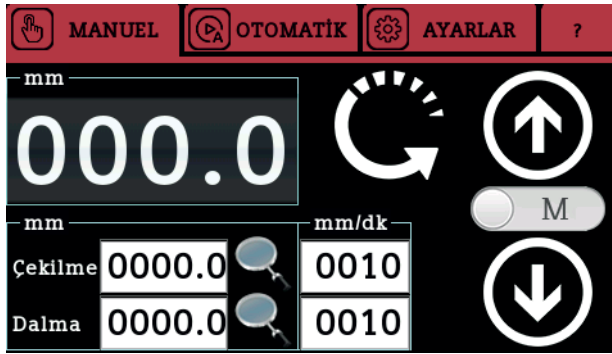 MANUEL OTOMATİK AYARLAR ?
mm
000.0
M
mm mm/dk
Çekilme 0000.0 0010
Dalma 0000.0 0010